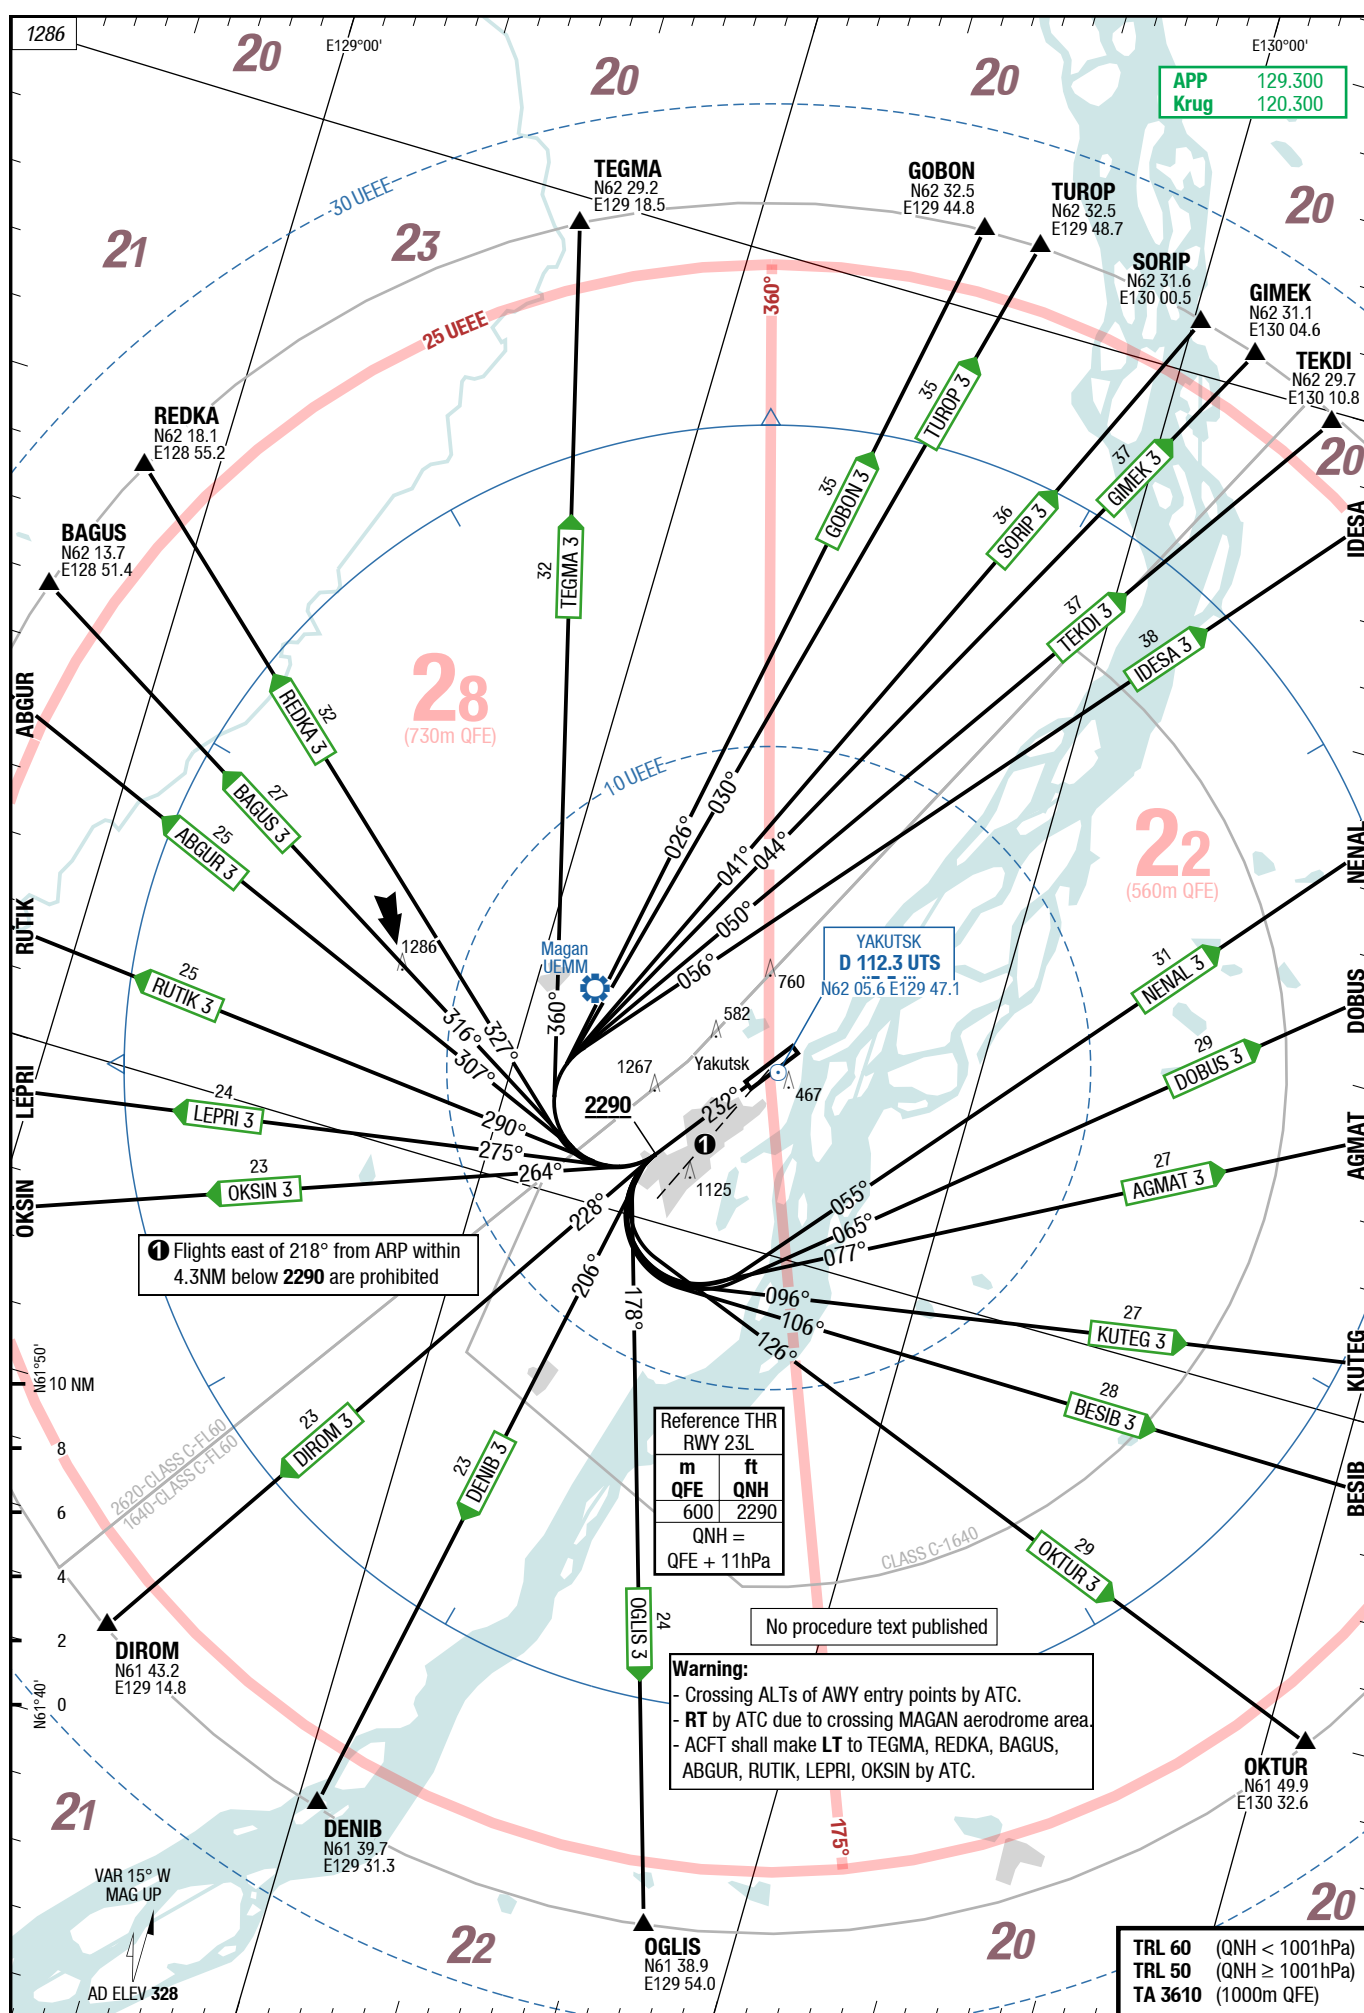 1286
E129°00'
E130°00'
20
20
20
APP 129.300
Krug 120.300
30 UEEE
TEGMA
N62 29.2
E129 18.5
GOBON
N62 32.5
E129 44.8
TUROP
N62 32.5
E129 48.7
20
21
23
SORIP
N62 31.6
E130 00.5
GIMEK
N62 31.1
E130 04.6
TEKDI
N62 29.7
E130 10.8
360°
25 UEEE
REDKA
N62 18.1
E128 55.2
35
TUROP 3
35
GOBON 3
37
GIMEK 3
20
36
SORIP 3
IDESA
BAGUS
N62 13.7
E128 51.4
32
TEGMA 3
37
TEKDI 3
38
IDESA 3
28
(730m QFE)
ABGUR
32
REDKA 3
27
BAGUS 3
25
ABGUR 3
10 UEEE
026°
030°
041°
044°
050°
056°
22
(560m QFE)
NENAL
RUTIK
1286
Magan
UEMM
YAKUTSK
D 112.3 UTS
N62 05.6 E129 47.1
760
31
NENAL 3
25
RUTIK 3
DOBUS
316°
327°
307°
360°
582
Yakutsk
1267
467
29
DOBUS 3
LEPRI
24
LEPRI 3
290°
275°
264°
2290
232°
1
1125
AGMAT
27
AGMAT 3
OKSIN
23
OKSIN 3
228°
206°
178°
055°
065°
077°
096°
106°
126°
1 Flights east of 218° from ARP within
4.3NM below 2290 are prohibited
27
KUTEG 3
KUTEG
N61°50'
10 NM
8
6
4
2
0
N61°40'
28
BESIB 3
BESIB
23
DIROM 3
23
DENIB 3
2620-CLASS C-FL60
1640-CLASS C-FL60
Reference THR
RWY 23L
m ft
QFE QNH
600 2290
QNH =
QFE + 11hPa
CLASS C-1640
29
OKTUR 3
24
OGLIS 3
No procedure text published
DIROM
N61 43.2
E129 14.8
Warning:
- Crossing ALTs of AWY entry points by ATC.
- RT by ATC due to crossing MAGAN aerodrome area.
- ACFT shall make LT to TEGMA, REDKA, BAGUS,
ABGUR, RUTIK, LEPRI, OKSIN by ATC.
OKTUR
N61 49.9
E130 32.6
21
DENIB
N61 39.7
E129 31.3
175°
VAR 15° W
MAG UP
AD ELEV 328
22
OGLIS
N61 38.9
E129 54.0
20
20
TRL 60 (QNH < 1001hPa)
TRL 50 (QNH ≥ 1001hPa)
TA 3610 (1000m QFE)